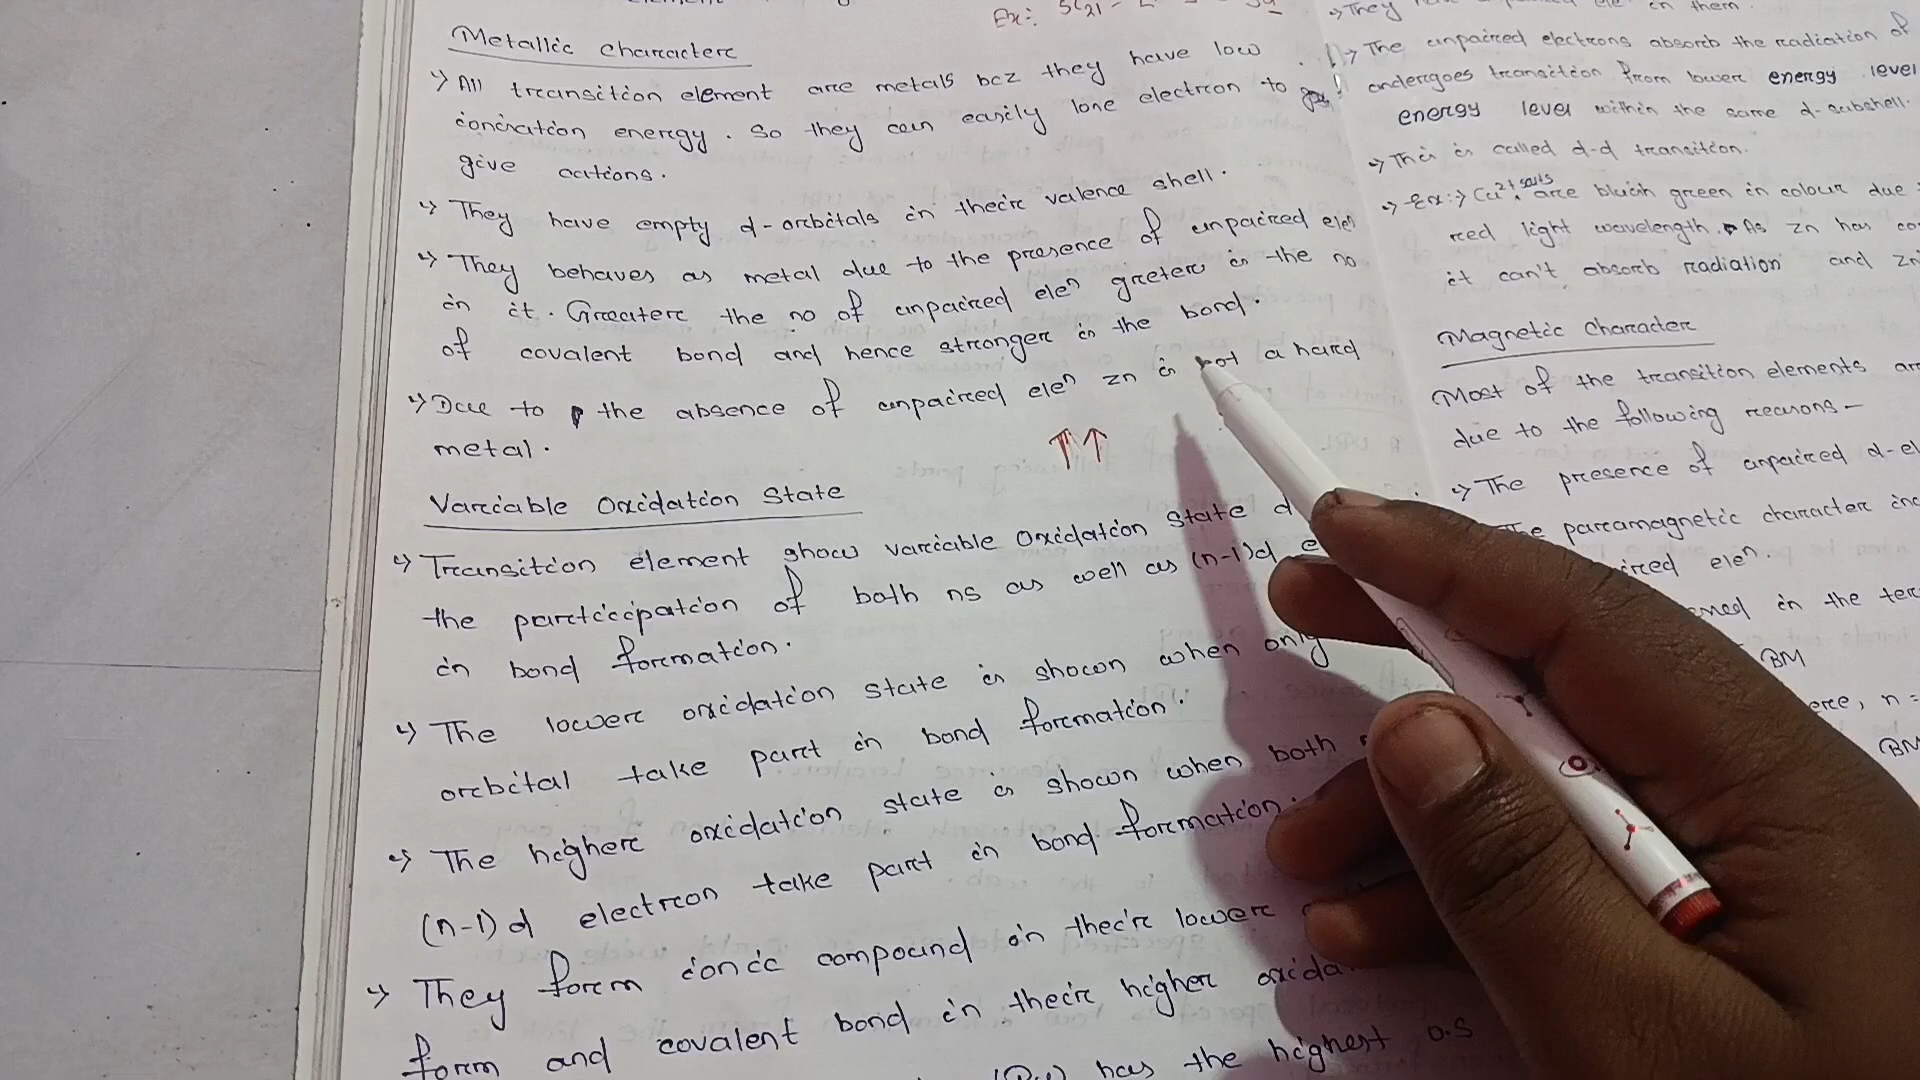 Ex:
Metallic character
All transition element are metals bcz they have low
ionization energy. So they can easily lone electron to
give cations.
They have empty d-orbitals in their valence shell.
They behaves as metal due to the presence of unpaired elen
in it. Greater the no of unpaired elen greter is the no
of covalent bond and hence stronger is the bond.
Due to the absence of unpaired elen zn is not a hard
metal.
↑↑
Variable Oxidation State
Transition element show variable oxidation state d
the participation of both ns as well as (n-1)d e
in bond formation.
The lower oxidation state is shown when only
orbital take part in bond formation.
The higher oxidation state is shown when both
(n-1)d electron take part in bond formation.
They form ionic compound in their lower
form and covalent bond in their higher oxida
has the highest o.s
They in them.
The unpaired electrons absorb the radiation of
undergoes transition from lower energy level
energy level within the same d-subshell.
This is called d-d transition.
Ex: Cu2+ salts are bluish green in colour due
red light wavelength. As zn has co
it can't absorb radiation and zn
Magnetic Character
Most of the transition elements are
due to the following reasons-
The presence of unpaired d-el
paramagnetic character inc
ired elen.
in the ter
BM
ere, n =
BM